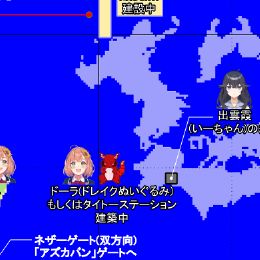 建設中
出雲霞
(いーちゃん)の
ドーラ(ドレイクぬいぐるみ)
もしくはタイトーステーション
建築中
ネザーゲート(双方向)
「アズカバン」ゲートへ